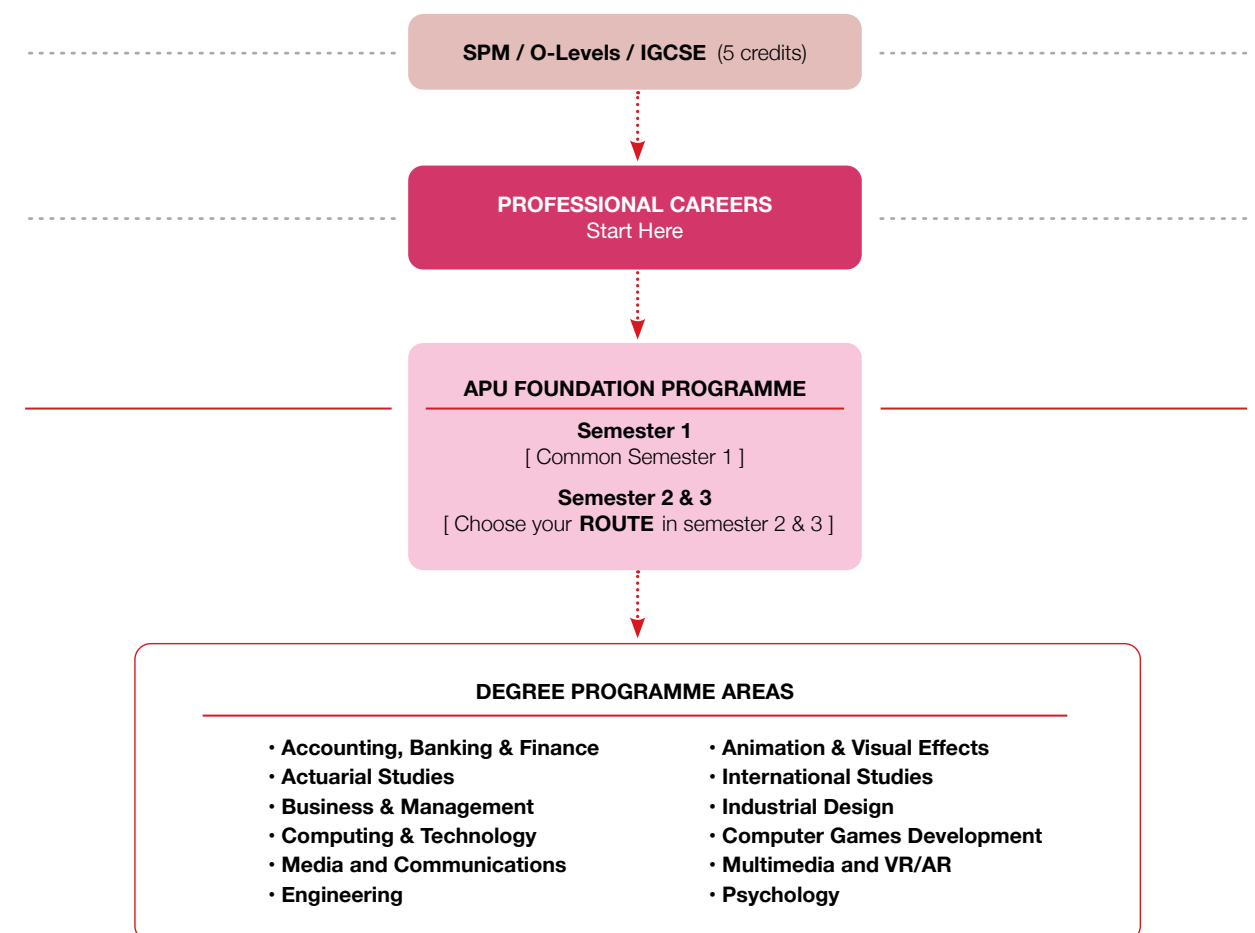 SPM / O-Levels / IGCSE (5 credits)
PROFESSIONAL CAREERS
Start Here
APU FOUNDATION PROGRAMME
Semester 1
[ Common Semester 1 ]
Semester 2 & 3
[ Choose your ROUTE in semester 2 & 3 ]
DEGREE PROGRAMME AREAS
• Accounting, Banking & Finance
• Actuarial Studies
• Business & Management
• Computing & Technology
• Media and Communications
• Engineering
• Animation & Visual Effects
• International Studies
• Industrial Design
• Computer Games Development
• Multimedia and VR/AR
• Psychology